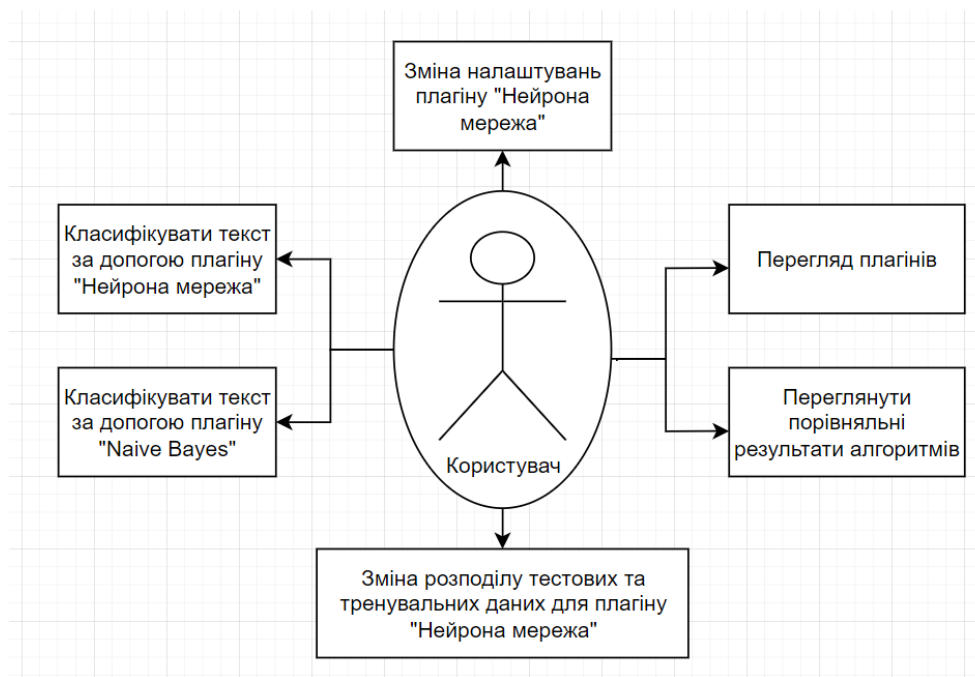 Зміна налаштувань
плагіну "Нейрона
мережа"
Класифікувати текст
за допогою плагіну
"Нейрона мережа"
Перегляд плагінів
Класифікувати текст
за допогою плагіну
"Naive Bayes"
Переглянути
порівняльні
результати алгоритмів
Користувач
Зміна розподілу тестових та
тренувальних даних для плагіну
"Нейрона мережа"